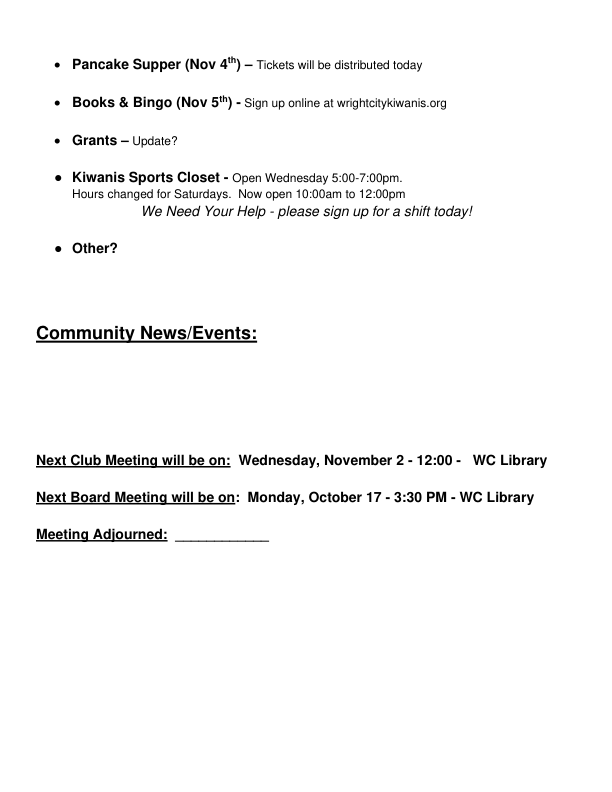 • Pancake Supper (Nov 4th) – Tickets will be distributed today
• Books & Bingo (Nov 5th) - Sign up online at wrightcitykiwanis.org
• Grants – Update?
● Kiwanis Sports Closet - Open Wednesday 5:00-7:00pm.
Hours changed for Saturdays.  Now open 10:00am to 12:00pm
We Need Your Help - please sign up for a shift today!
● Other?
Community News/Events:
Next Club Meeting will be on:  Wednesday, November 2 - 12:00 -   WC Library
Next Board Meeting will be on:  Monday, October 17 - 3:30 PM - WC Library
Meeting Adjourned:  ____________